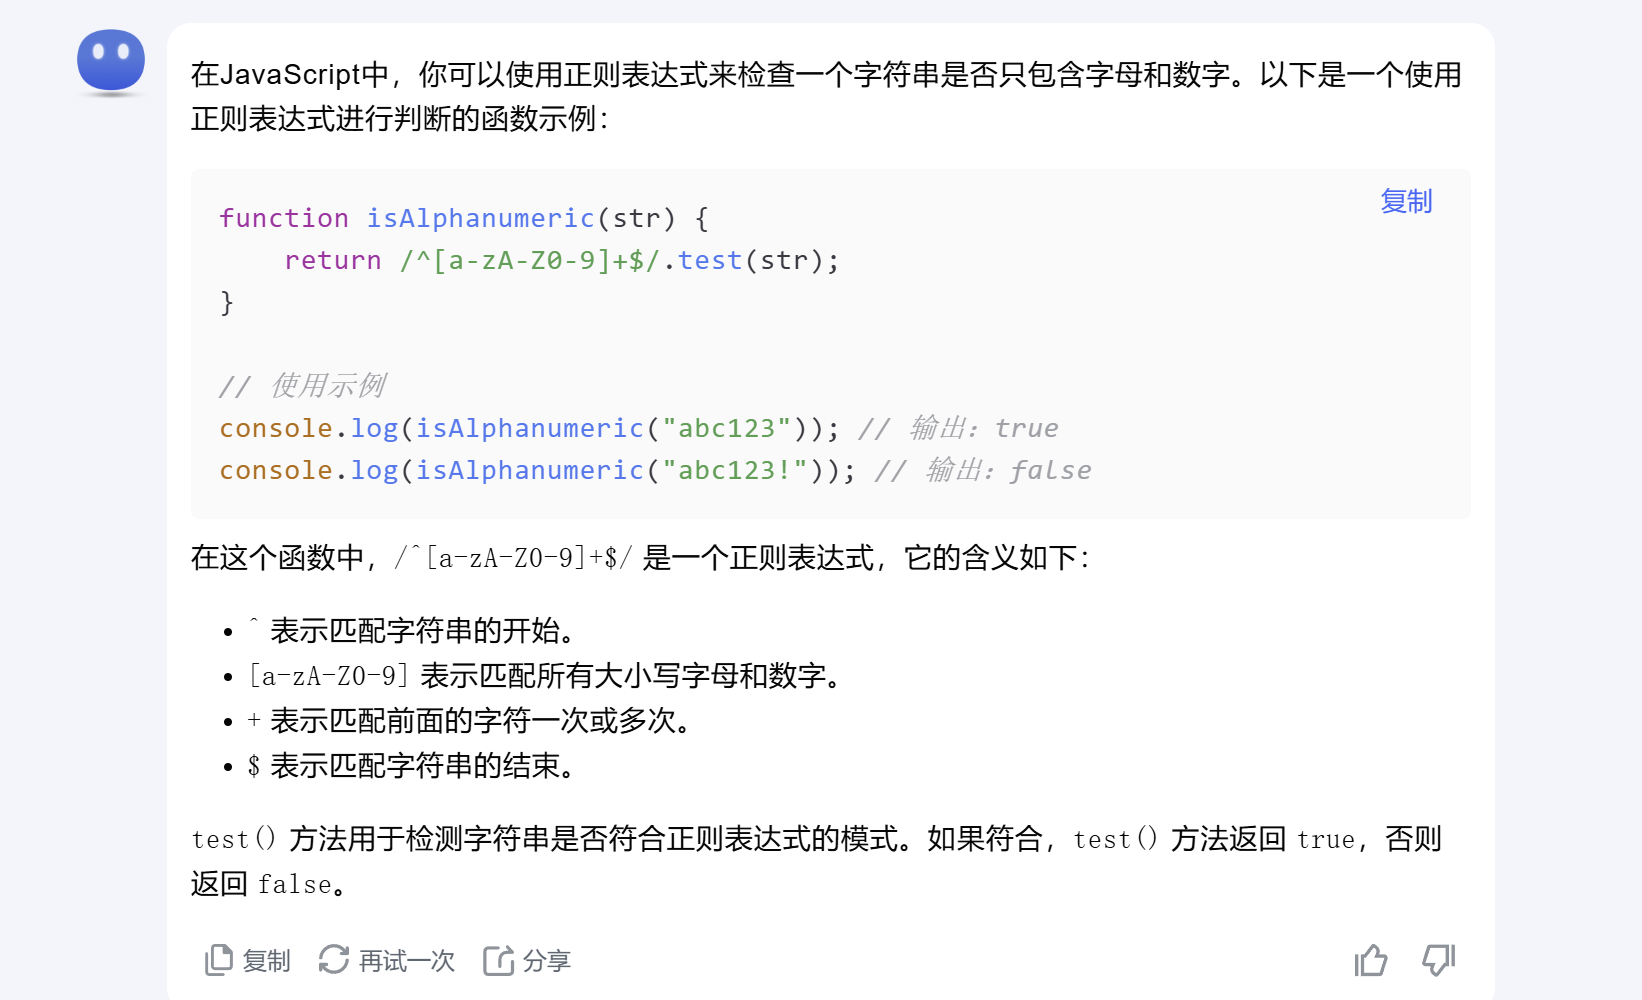 在JavaScript中，你可以使用正则表达式来检查一个字符串是否只包含字母和数字。以下是一个使用
正则表达式进行判断的函数示例：
复制
function isAlphanumeric(str) {
    return /^[a-zA-Z0-9]+$/.test(str);
}
// 使用示例
console.log(isAlphanumeric("abc123")); // 输出：true
console.log(isAlphanumeric("abc123!")); // 输出：false
在这个函数中，/^[a-zA-Z0-9]+$/ 是一个正则表达式，它的含义如下：
• ^ 表示匹配字符串的开始。
• [a-zA-Z0-9] 表示匹配所有大小写字母和数字。
• + 表示匹配前面的字符一次或多次。
• $ 表示匹配字符串的结束。
test() 方法用于检测字符串是否符合正则表达式的模式。如果符合，test() 方法返回 true，否则
返回 false。
复制 再试一次 分享